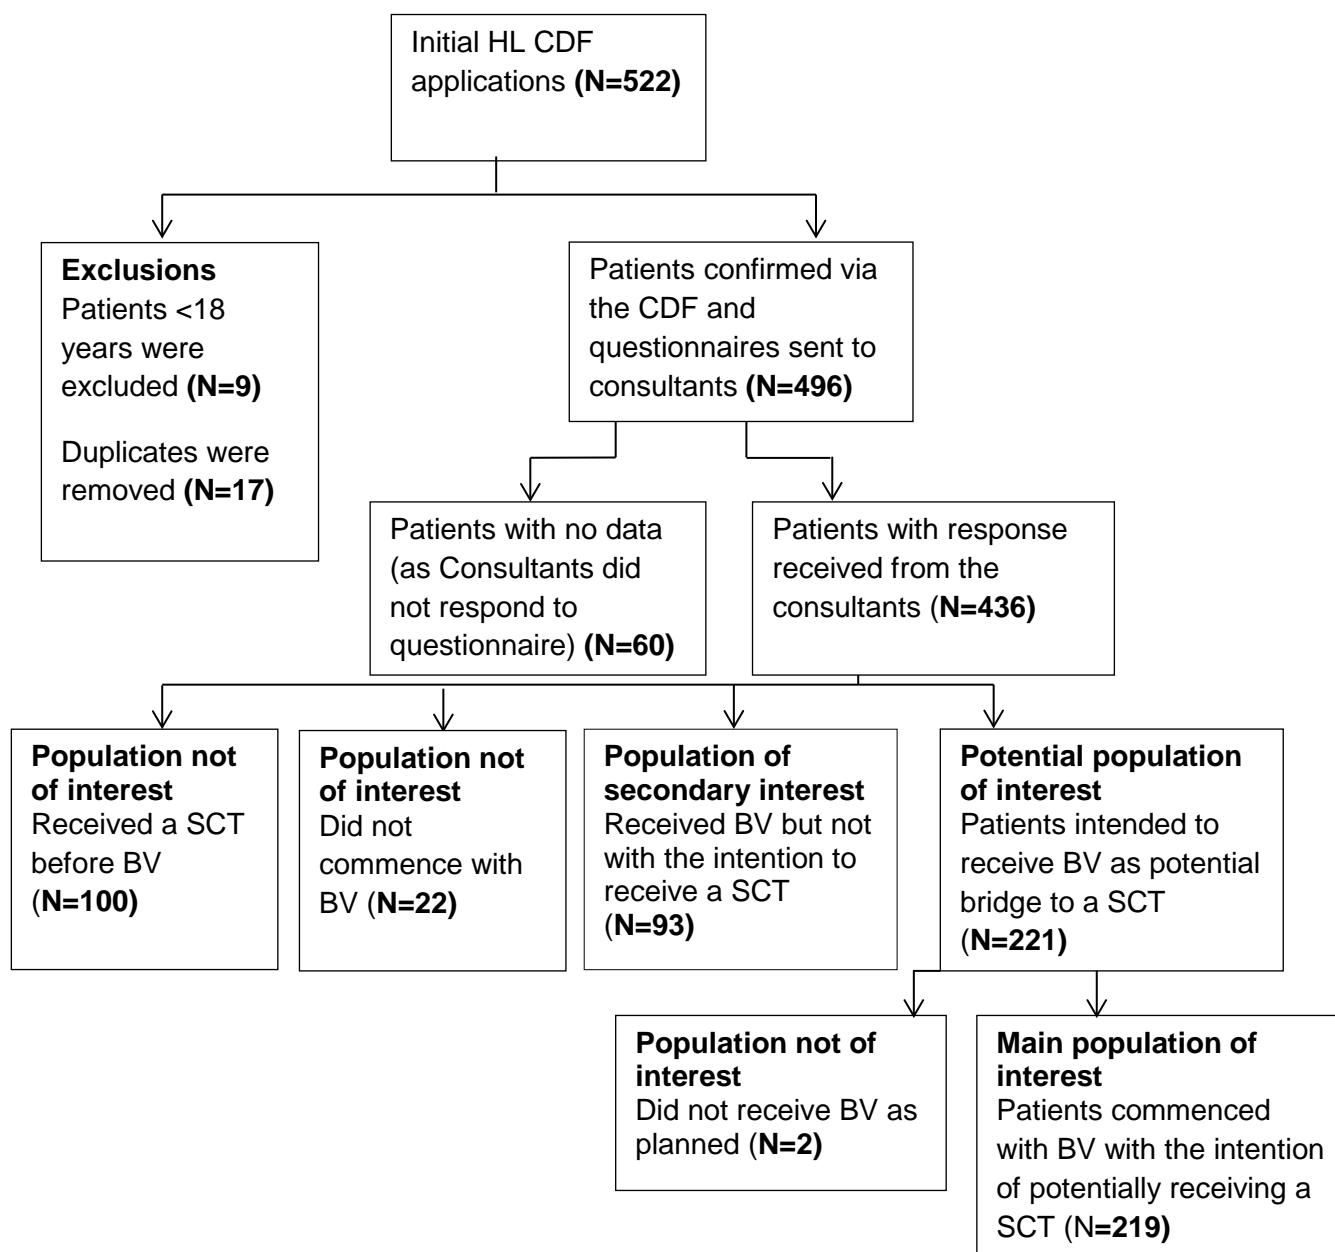 Initial HL CDF
applications (N=522)
Exclusions
Patients <18
years were
excluded (N=9)
Duplicates were
removed (N=17)
Patients confirmed via
the CDF and
questionnaires sent to
consultants (N=496)
Patients with no data
(as Consultants did
not respond to
questionnaire) (N=60)
Patients with response
received from the
consultants (N=436)
Population not
of interest
Received a SCT
before BV
(N=100)
Population not
of interest
Did not
commence with
BV (N=22)
Population of
secondary interest
Received BV but not
with the intention to
receive a SCT
(N=93)
Potential population
of interest
Patients intended to
receive BV as potential
bridge to a SCT
(N=221)
Population not of
interest
Did not receive BV as
planned (N=2)
Main population of
interest
Patients commenced
with BV with the intention
of potentially receiving a
SCT (N=219)